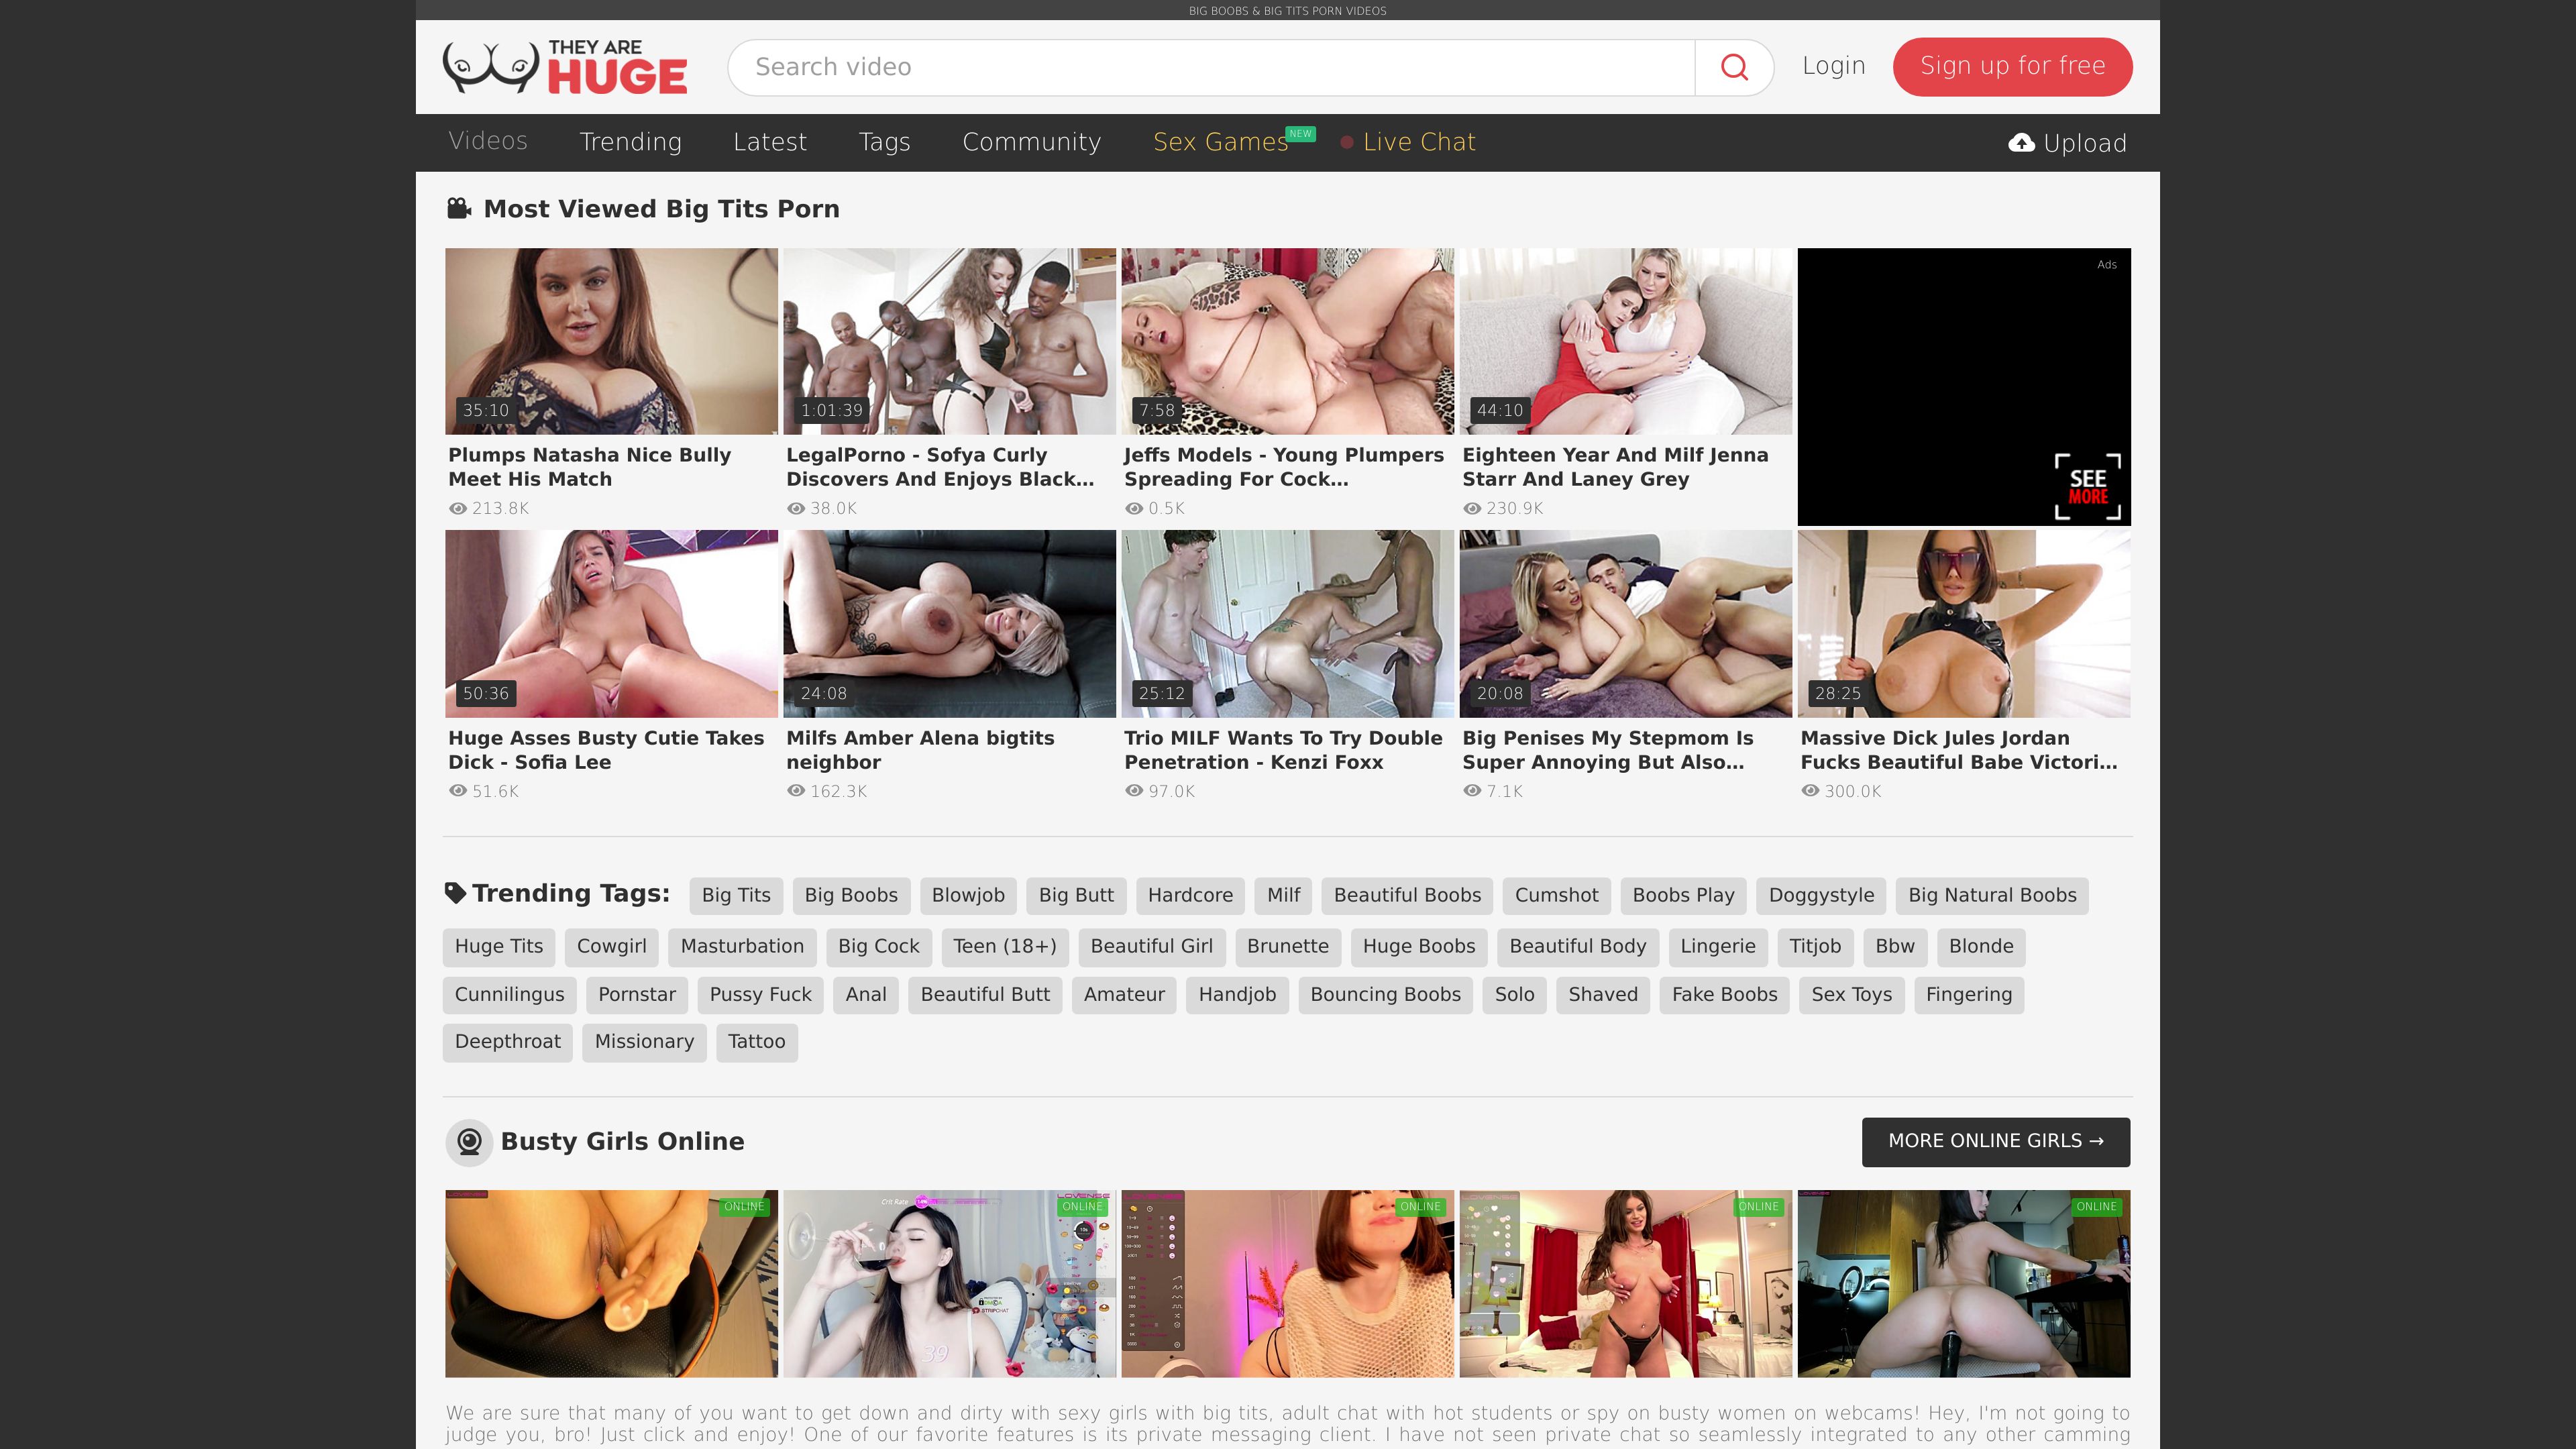 BIG BOOBS & BIG TITS PORN VIDEOS
THEY ARE
HUGE
Search video
Login
Sign up for free
Videos
Trending
Latest
Tags
Community
Sex Games
NEW
Live Chat
Upload
Most Viewed Big Tits Porn
35:10
1:01:39
7:58
44:10
Ads
SEE
MORE
Plumps Natasha Nice Bully
Meet His Match
213.8K
LegalPorno - Sofya Curly
Discovers And Enjoys Black...
38.0K
Jeffs Models - Young Plumpers
Spreading For Cock...
0.5K
Eighteen Year And Milf Jenna
Starr And Laney Grey
230.9K
50:36
24:08
25:12
20:08
28:25
Huge Asses Busty Cutie Takes
Dick - Sofia Lee
51.6K
Milfs Amber Alena bigtits
neighbor
162.3K
Trio MILF Wants To Try Double
Penetration - Kenzi Foxx
97.0K
Big Penises My Stepmom Is
Super Annoying But Also...
7.1K
Massive Dick Jules Jordan
Fucks Beautiful Babe Victori...
300.0K
Trending Tags: Big Tits Big Boobs Blowjob Big Butt Hardcore Milf Beautiful Boobs Cumshot Boobs Play Doggystyle Big Natural Boobs
Huge Tits Cowgirl Masturbation Big Cock Teen (18+) Beautiful Girl Brunette Huge Boobs Beautiful Body Lingerie Titjob Bbw Blonde
Cunnilingus Pornstar Pussy Fuck Anal Beautiful Butt Amateur Handjob Bouncing Boobs Solo Shaved Fake Boobs Sex Toys Fingering
Deepthroat Missionary Tattoo
Busty Girls Online
MORE ONLINE GIRLS →
ONLINE
Crit Rate
LOVENSE
ONLINE
DMCA
STRIPCHAT
39
ONLINE
ONLINE
ONLINE
We are sure that many of you want to get down and dirty with sexy girls with big tits, adult chat with hot students or spy on busty women on webcams! Hey, I'm not going to
judge you, bro! Just click and enjoy! One of our favorite features is its private messaging client. I have not seen private chat so seamlessly integrated to any other camming